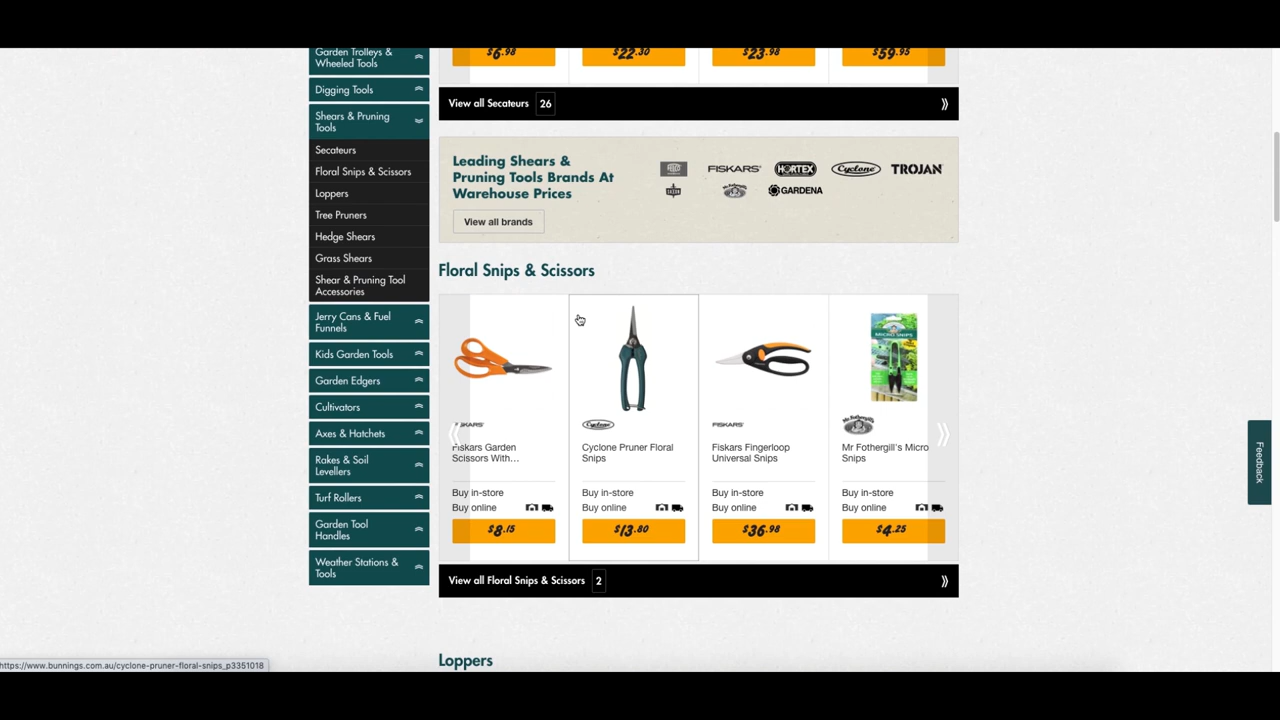 Garden Trolleys &
Wheeled Tools
Digging Tools
Shears & Pruning
Tools
Secateurs
Floral Snips & Scissors
Loppers
Tree Pruners
Hedge Shears
Grass Shears
Shear & Pruning Tool
Accessories
Jerry Cans & Fuel
Funnels
Kids Garden Tools
Garden Edgers
Cultivators
Axes & Hatchets
Rakes & Soil
Levellers
Turf Rollers
Garden Tool
Handles
Weather Stations &
Tools
$6.98 $22.30 $23.98 $59.95
View all Secateurs 26
Leading Shears &
Pruning Tools Brands At
Warehouse Prices
FISKARS HORTEX Cyclone TROJAN
GARDENA
View all brands
Floral Snips & Scissors
MICRO SNIPS
FISKARS Cyclone FISKARS Mr Fothergill's
Fiskars Garden
Scissors With...
Buy in-store
Buy online
$8.15
Cyclone Pruner Floral
Snips
Buy in-store
Buy online
$13.80
Fiskars Fingerloop
Universal Snips
Buy in-store
Buy online
$36.98
Mr Fothergill's Micro
Snips
Buy in-store
Buy online
$4.25
View all Floral Snips & Scissors 2
Loppers
Feedback
https://www.bunnings.com.au/cyclone-pruner-floral-snips_p3351018